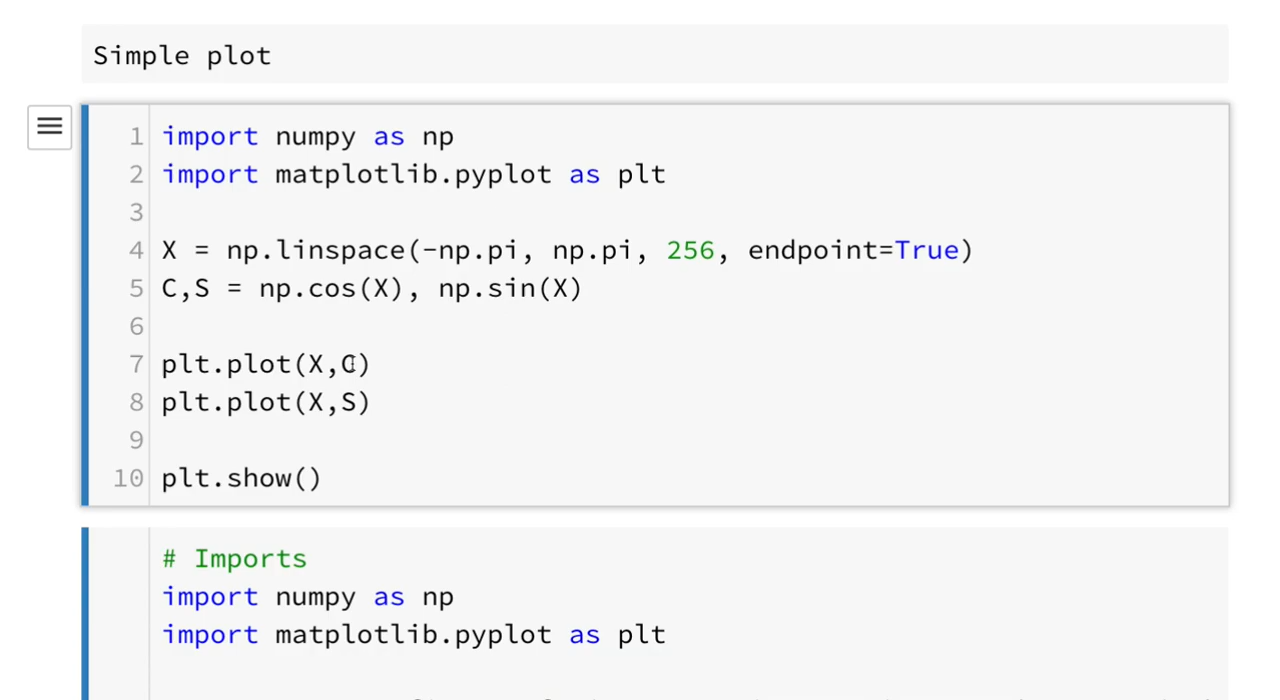 Simple plot
1 import numpy as np
2 import matplotlib.pyplot as plt
3
4 X = np.linspace(-np.pi, np.pi, 256, endpoint=True)
5 C,S = np.cos(X), np.sin(X)
6
7 plt.plot(X,C)
8 plt.plot(X,S)
9
10 plt.show()
# Imports
import numpy as np
import matplotlib.pyplot as plt